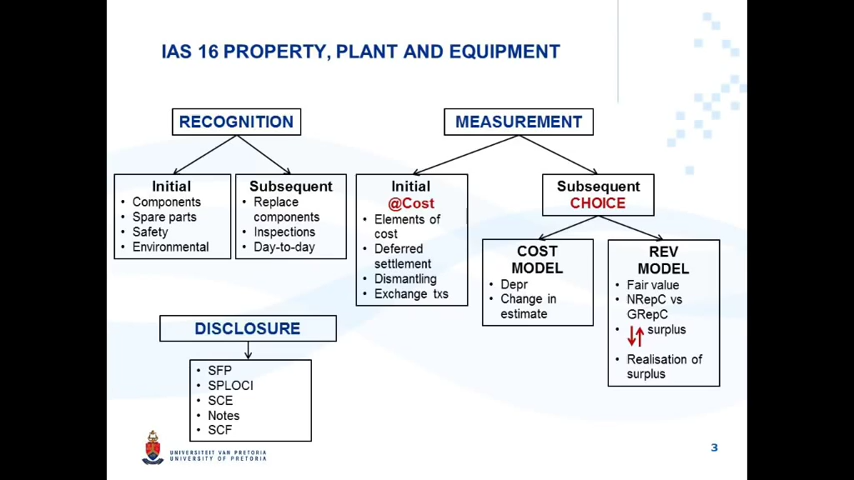 IAS 16 PROPERTY, PLANT AND EQUIPMENT
RECOGNITION
Initial
• Components
• Spare parts
• Safety
• Environmental
Subsequent
• Replace
components
• Inspections
• Day-to-day
MEASUREMENT
Initial
@Cost
• Elements of
cost
• Deferred
settlement
• Dismantling
• Exchange txs
Subsequent
CHOICE
COST
MODEL
• Depr
• Change in
estimate
REV
MODEL
• Fair value
• NRepC vs
GRepC
• ↓↑ surplus
• Realisation of
surplus
DISCLOSURE
• SFP
• SPLOCI
• SCE
• Notes
• SCF
UNIVERSITEIT VAN PRETORIA
UNIVERSITY OF PRETORIA
3